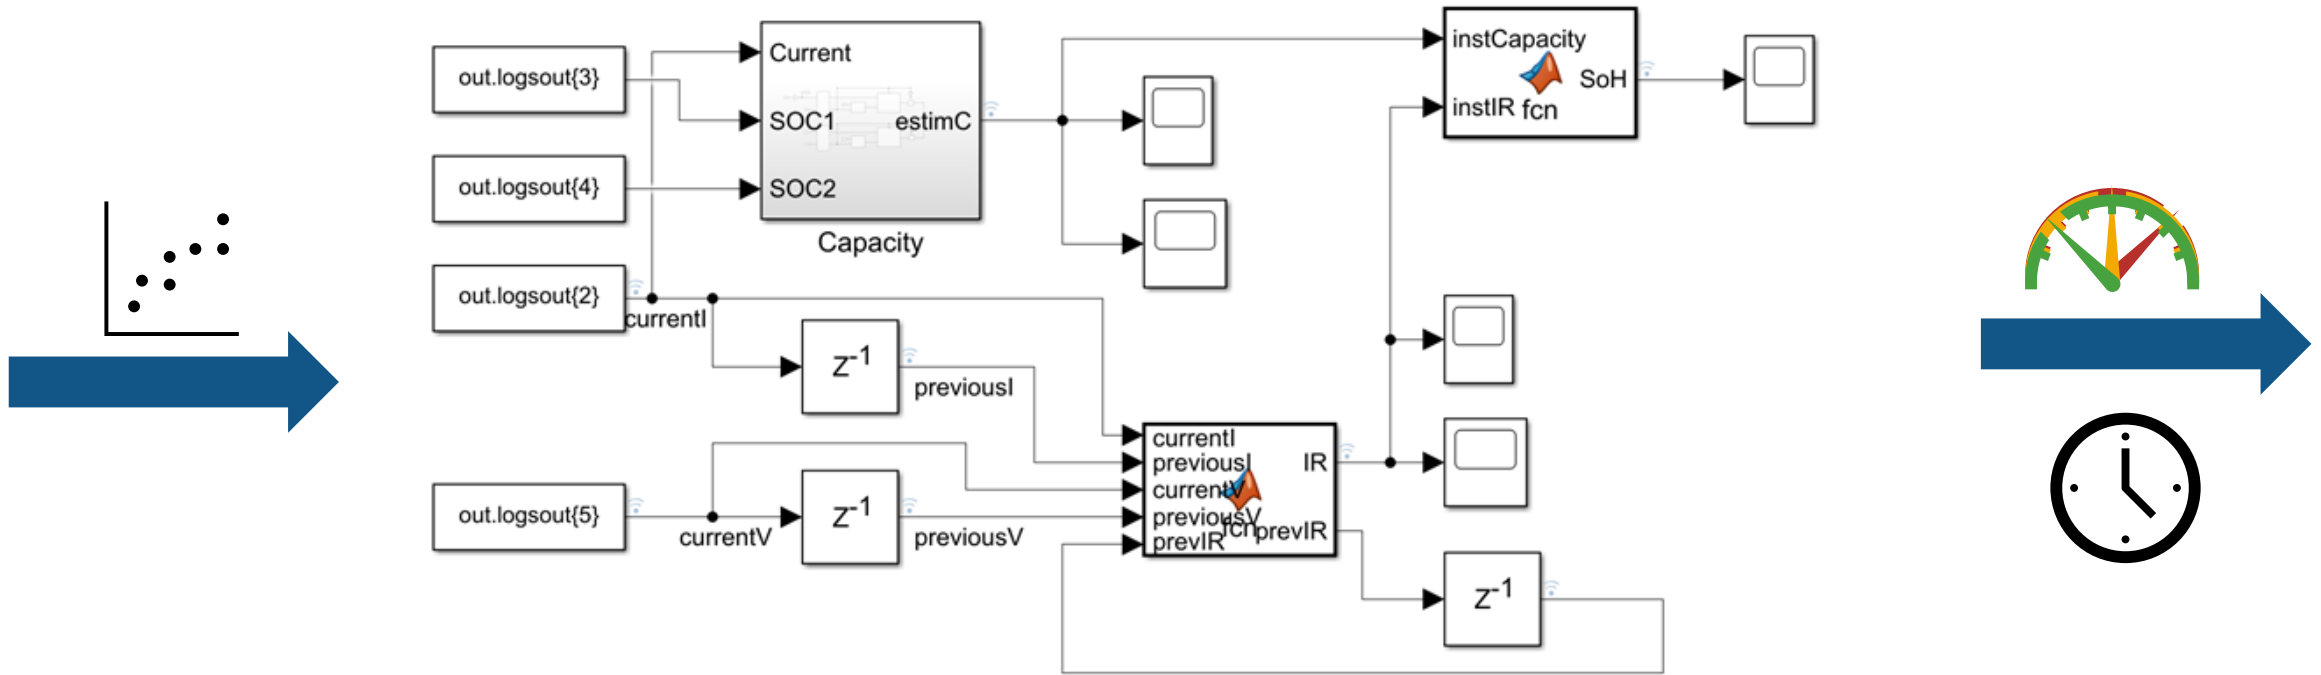 out.logsout{3}
out.logsout{4}
out.logsout{2}
currentI
out.logsout{5}
currentV
Current
SOC1
SOC2
estimC
Capacity
Z-1
previousI
Z-1
previousV
currentI
previousI
currentV
previousV
prevIR
fcn
IR
prevIR
instCapacity
instIR
fcn
SoH
Z-1